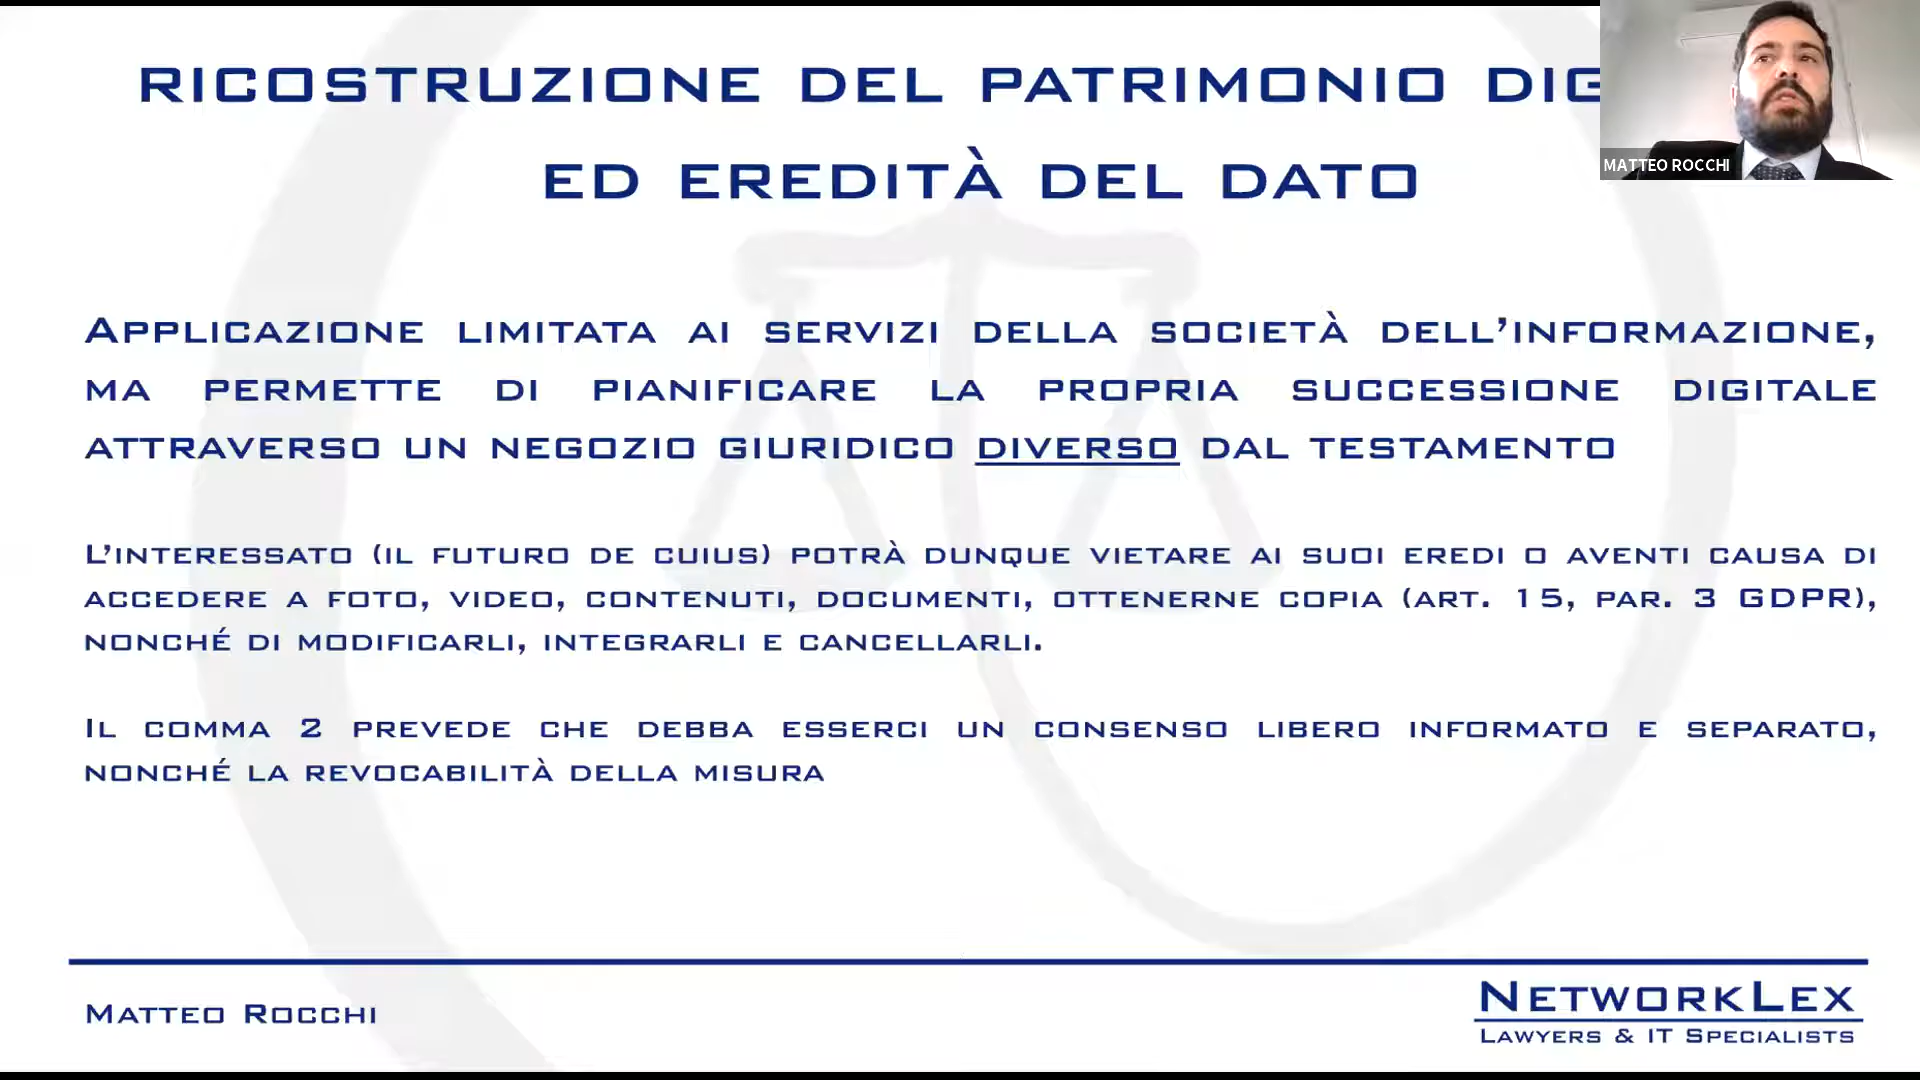 RICOSTRUZIONE DEL PATRIMONIO DIG
ED EREDITÀ DEL DATO
MATTEO ROCCHI
APPLICAZIONE LIMITATA AI SERVIZI DELLA SOCIETÀ DELL'INFORMAZIONE,
MA PERMETTE DI PIANIFICARE LA PROPRIA SUCCESSIONE DIGITALE
ATTRAVERSO UN NEGOZIO GIURIDICO DIVERSO DAL TESTAMENTO
L'INTERESSATO (IL FUTURO DE CUIUS) POTRÀ DUNQUE VIETARE AI SUOI EREDI O AVENTI CAUSA DI
ACCEDERE A FOTO, VIDEO, CONTENUTI, DOCUMENTI, OTTENERNE COPIA (ART. 15, PAR. 3 GDPR),
NONCHÉ DI MODIFICARLI, INTEGRARLI E CANCELLARLI.
IL COMMA 2 PREVEDE CHE DEBBA ESSERCI UN CONSENSO LIBERO INFORMATO E SEPARATO,
NONCHÉ LA REVOCABILITÀ DELLA MISURA
MATTEO ROCCHI
NETWORKLEX
LAWYERS & IT SPECIALISTS